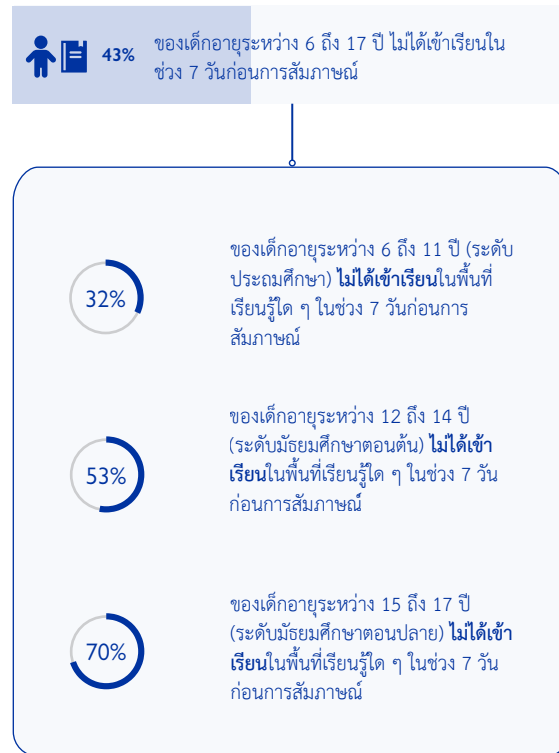 43%
ของเด็กอายุระหว่าง 6 ถึง 17 ปี ไม่ได้เข้าเรียนใน
ช่วง 7 วันก่อนการสัมภาษณ์
32%
ของเด็กอายุระหว่าง 6 ถึง 11 ปี (ระดับ
ประถมศึกษา) ไม่ได้เข้าเรียนในพื้นที่
เรียนรู้ใด ๆ ในช่วง 7 วันก่อนการ
สัมภาษณ์
53%
ของเด็กอายุระหว่าง 12 ถึง 14 ปี
(ระดับมัธยมศึกษาตอนต้น) ไม่ได้เข้า
เรียนในพื้นที่เรียนรู้ใด ๆ ในช่วง 7 วัน
ก่อนการสัมภาษณ์
70%
ของเด็กอายุระหว่าง 15 ถึง 17 ปี
(ระดับมัธยมศึกษาตอนปลาย) ไม่ได้เข้า
เรียนในพื้นที่เรียนรู้ใด ๆ ในช่วง 7 วัน
ก่อนการสัมภาษณ์